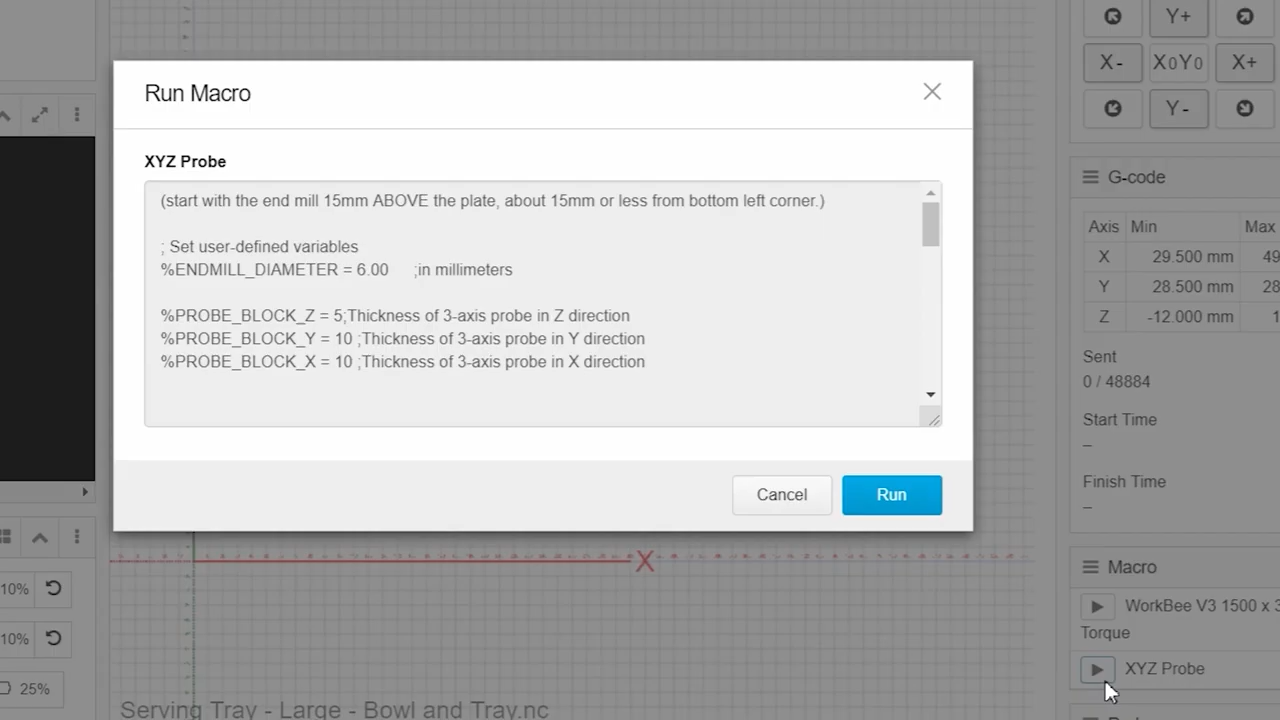 Run Macro
XYZ Probe
(start with the end mill 15mm ABOVE the plate, about 15mm or less from bottom left corner.)
; Set user-defined variables
%ENDMILL_DIAMETER = 6.00 ;in millimeters
%PROBE_BLOCK_Z = 5;Thickness of 3-axis probe in Z direction
%PROBE_BLOCK_Y = 10 ;Thickness of 3-axis probe in Y direction
%PROBE_BLOCK_X = 10 ;Thickness of 3-axis probe in X direction
Cancel
Run
X
10%
10%
25%
Serving Tray - Large - Bowl and Tray.nc
Y+
X- X0Y0 X+
Y-
G-code
Axis Min Max
X 29.500 mm 49
Y 28.500 mm 28
Z -12.000 mm 1
Sent
0 / 48884
Start Time
–
Finish Time
–
Macro
WorkBee V3 1500 x
Torque
XYZ Probe